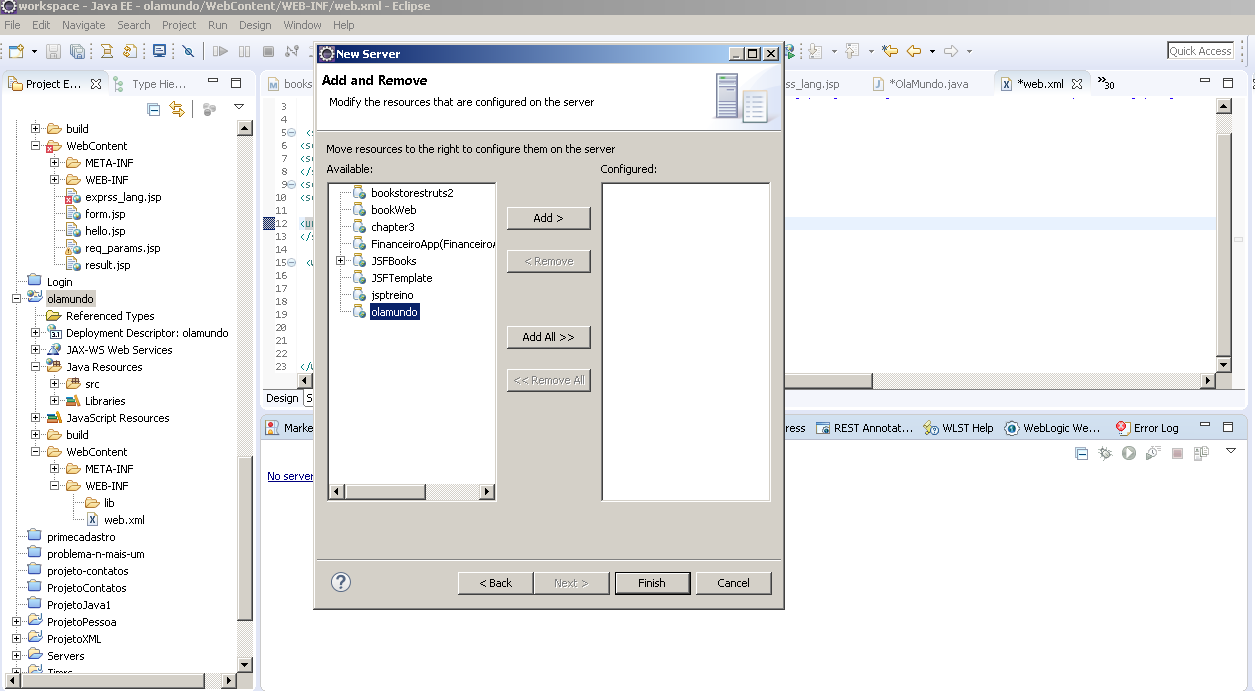 workspace - Java EE - olamundo/WebContent/WEB-INF/web.xml - Eclipse
File Edit Navigate Search Project Run Design Window Help
Quick Access
Project E... Type Hie...
build
WebContent
META-INF
WEB-INF
exprss_lang.jsp
form.jsp
hello.jsp
req_params.jsp
result.jsp
Login
olamundo
Referenced Types
Deployment Descriptor: olamundo
JAX-WS Web Services
Java Resources
src
Libraries
JavaScript Resources
build
WebContent
META-INF
WEB-INF
lib
web.xml
primecadastro
problema-n-mais-um
projeto-contatos
ProjetoContatos
ProjetoJava1
ProjetoPessoa
ProjetoXML
Servers
books
ss_lang.jsp *OlaMundo.java *web.xml »30
3
4
5 <s
6 <se
7 <se
8 </s
9 <se
10 <se
11
12 <ur
13 </s
14
15 <w
16
17
18
19
20
21
22
23 </w
Design S
New Server
Add and Remove
Modify the resources that are configured on the server
Move resources to the right to configure them on the server
Available: Configured:
bookstorestruts2
bookWeb
chapter3
FinanceiroApp(Financeiro
JSFBooks
JSFTemplate
jsptreino
olamundo
Add >
< Remove
Add All >>
<< Remove All
? < Back Next > Finish Cancel
Marke
ress REST Annotat... WLST Help WebLogic We... Error Log
No server